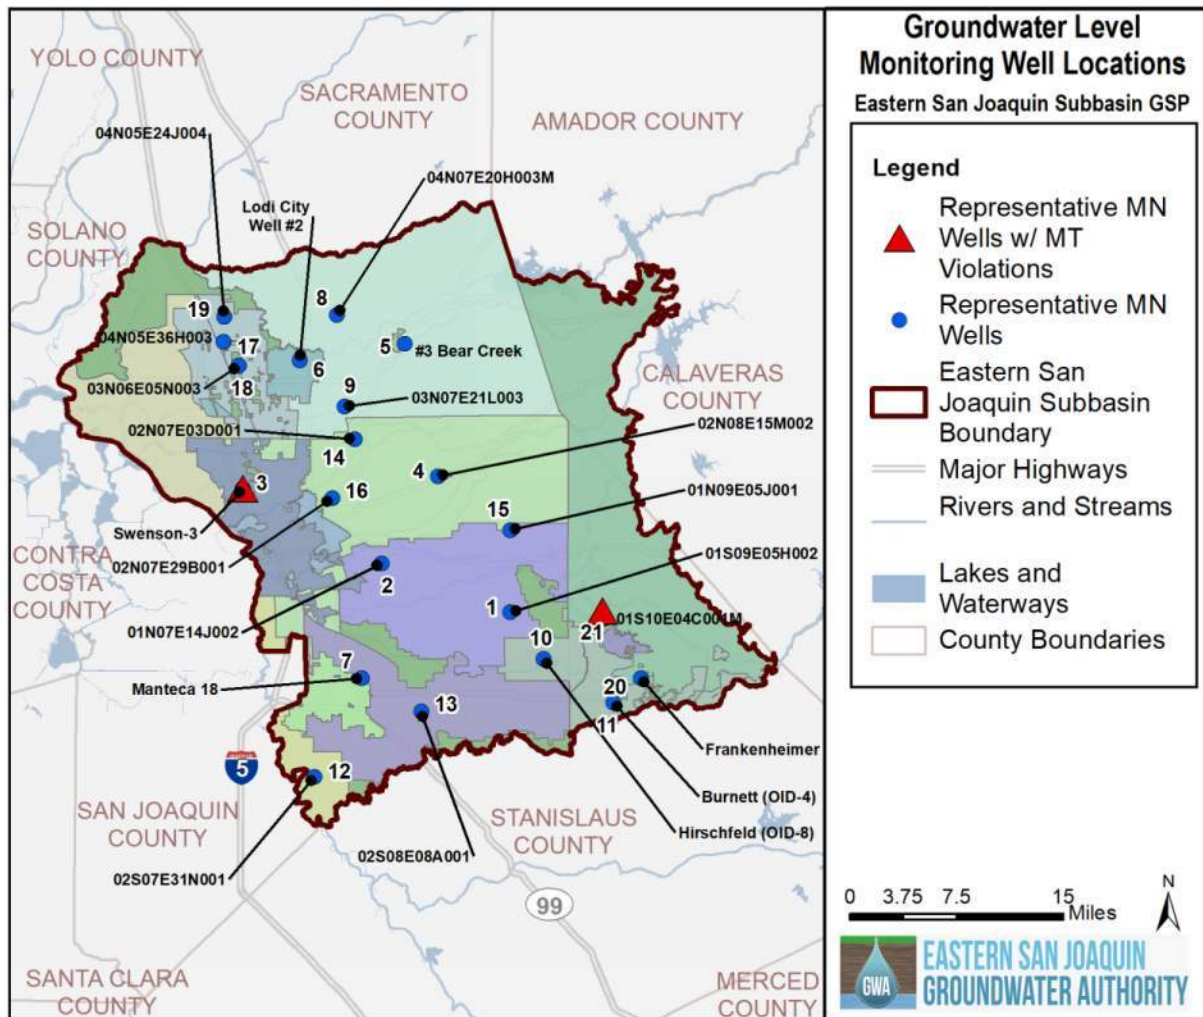 YOLO COUNTY
SACRAMENTO
COUNTY
AMADOR COUNTY
04N05E24J004
04N07E20H003M
Lodi City
Well #2
SOLANO
COUNTY
19
8
04N05E36H003
17
5
#3 Bear Creek
6
03N06E05N003
18
CALAVERAS
COUNTY
9
03N07E21L003
02N07E03D001
02N08E15M002
14
4
3
16
01N09E05J001
15
Swenson-3
CONTRA
COSTA
COUNTY
02N07E29B001
01S09E05H002
2
1
01S10E04C001M
01N07E14J002
21
10
7
Manteca 18
20
13
11
Frankenheimer
5
12
Burnett (OID-4)
SAN JOAQUIN
COUNTY
STANISLAUS
COUNTY
Hirschfeld (OID-8)
02S08E08A001
02S07E31N001
99
SANTA CLARA
COUNTY
MERCED
COUNTY
Groundwater Level
Monitoring Well Locations
Eastern San Joaquin Subbasin GSP
Legend
Representative MN
Wells w/ MT
Violations
Representative MN
Wells
Eastern San
Joaquin Subbasin
Boundary
Major Highways
Rivers and Streams
Lakes and
Waterways
County Boundaries
N
0 3.75 7.5 15
Miles
GWA
EASTERN SAN JOAQUIN
GROUNDWATER AUTHORITY